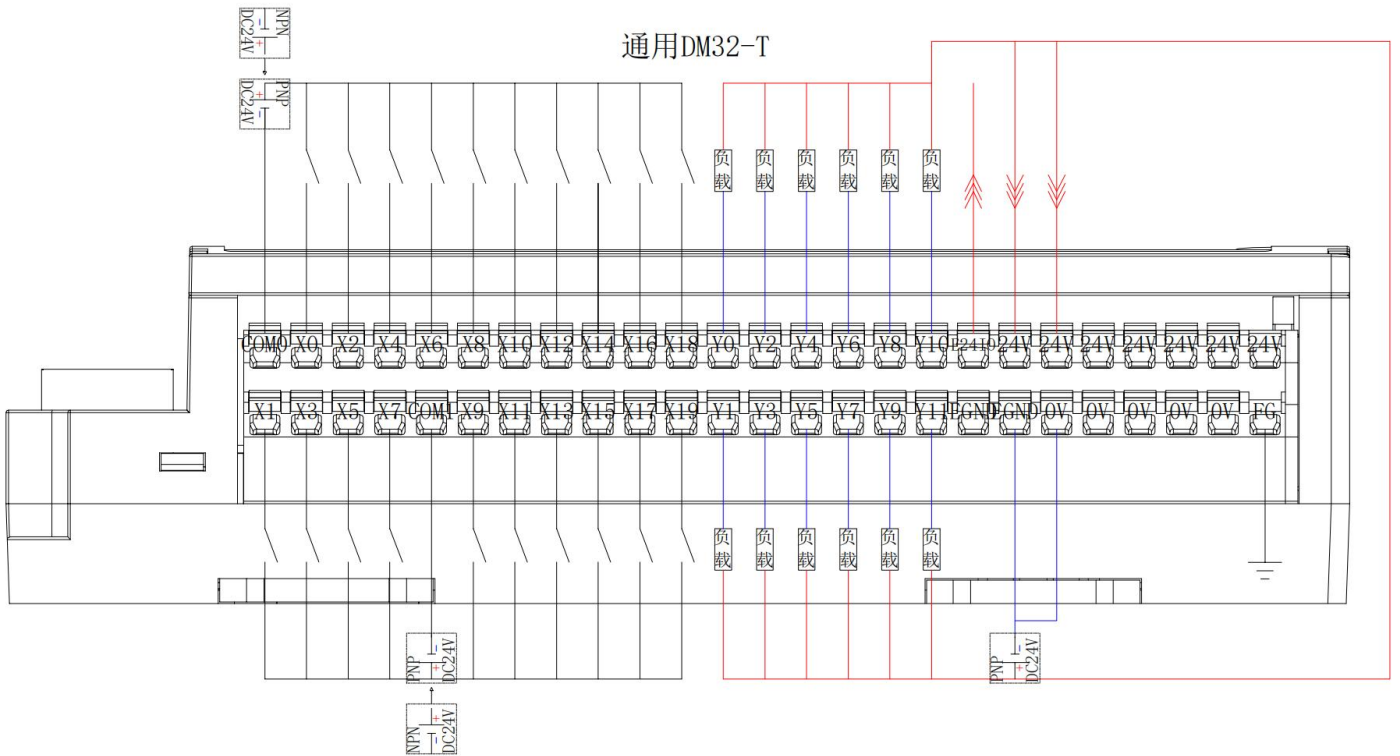 NPN
DC24V
- +
通用DM32-T
PNP
DC24V
+ -
负载 负载 负载 负载 负载 负载
COM0 X0 X2 X4 X6 X8 X10 X12 X14 X16 X18 Y0 Y2 Y4 Y6 Y8 Y10 E24IO 24V 24V 24V 24V 24V 24V 24V
X1 X3 X5 X7 COM1 X9 X11 X13 X15 X17 X19 Y1 Y3 Y5 Y7 Y9 Y11 EGND EGND 0V 0V 0V 0V 0V FG
负载 负载 负载 负载 负载 负载
PNP
- +
DC24V
PNP
- +
DC24V
NPN
+ -
DC24V